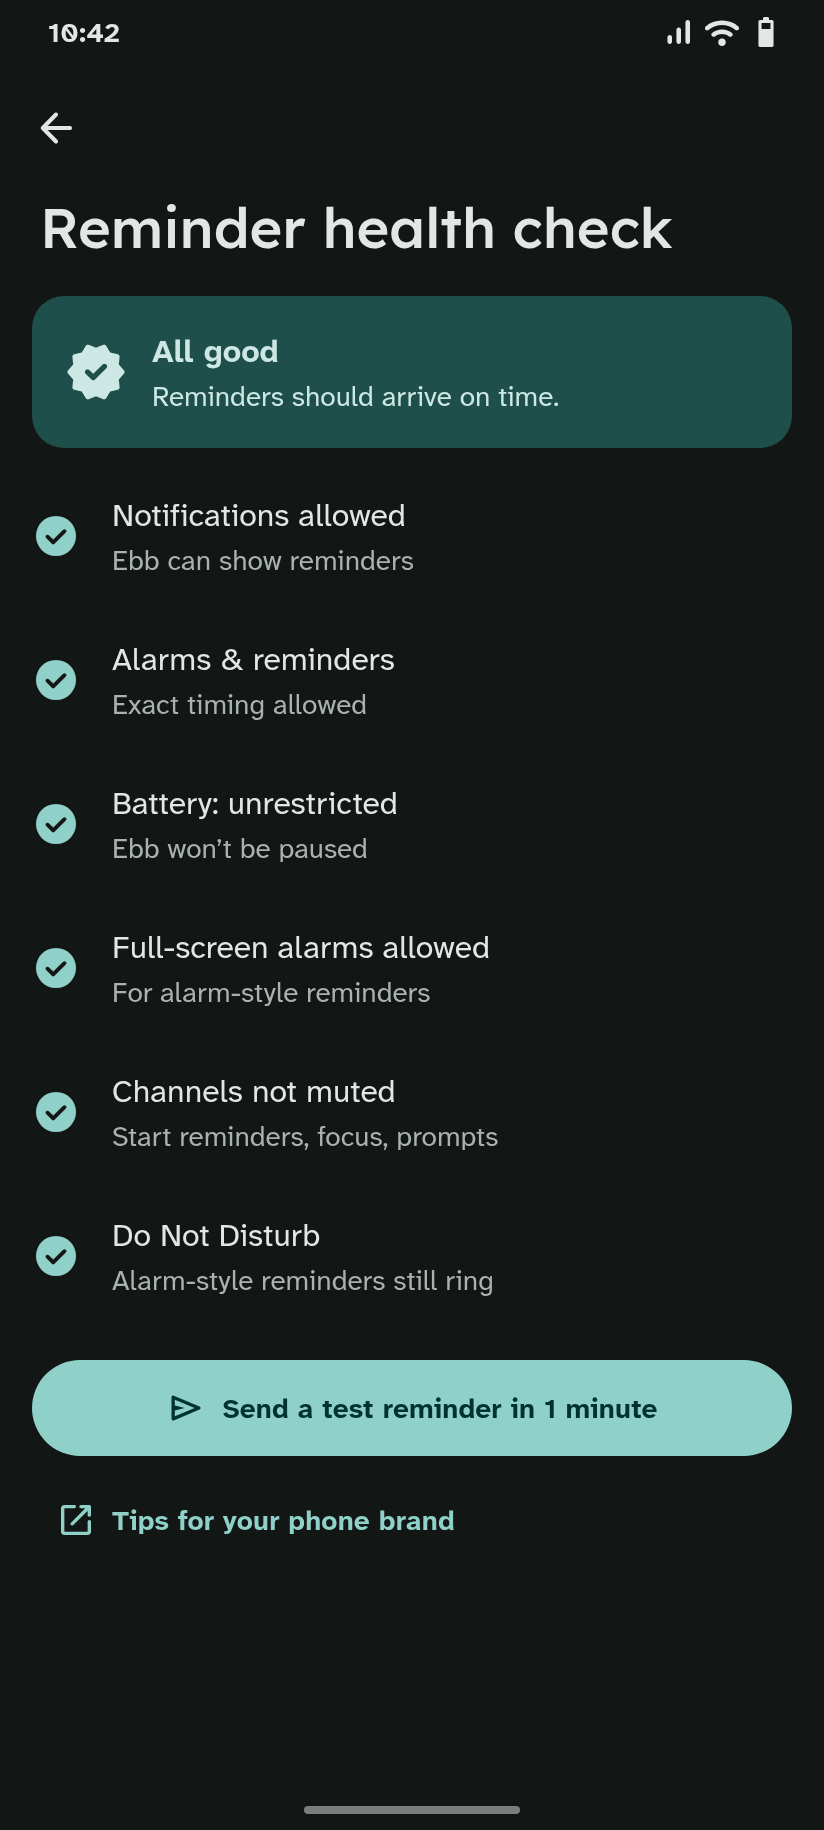 10:42
Reminder health check
All good
Reminders should arrive on time.
Notifications allowed
Ebb can show reminders
Alarms & reminders
Exact timing allowed
Battery: unrestricted
Ebb won’t be paused
Full-screen alarms allowed
For alarm-style reminders
Channels not muted
Start reminders, focus, prompts
Do Not Disturb
Alarm-style reminders still ring
Send a test reminder in 1 minute
Tips for your phone brand